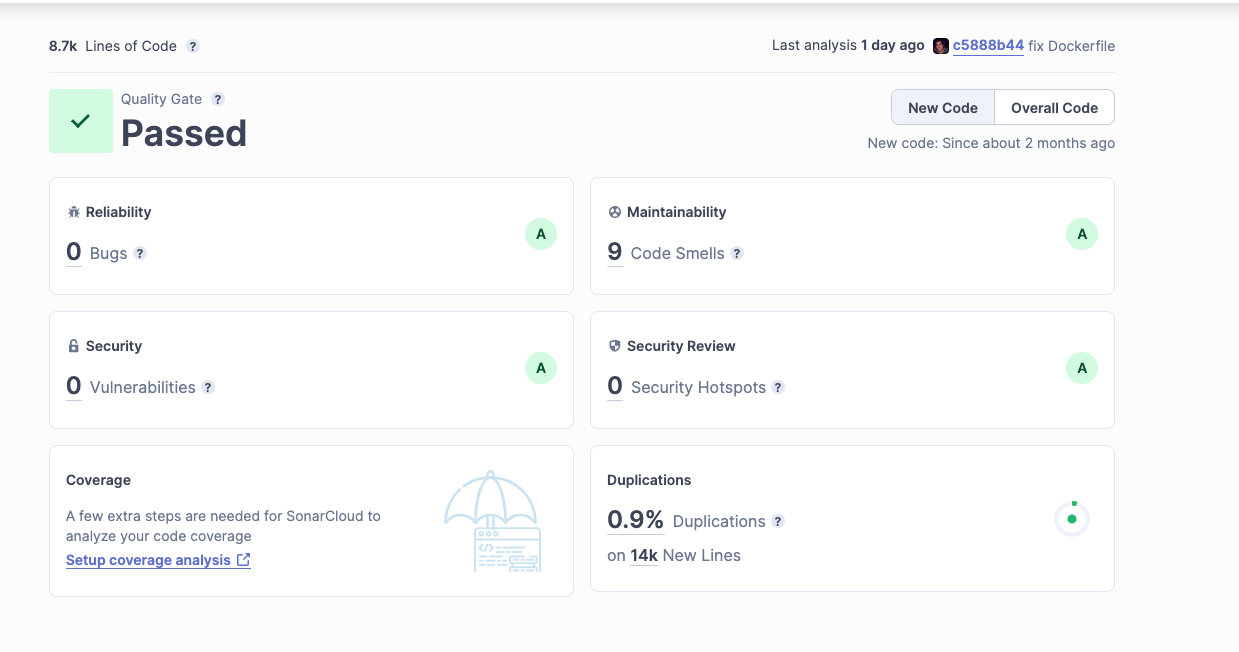 8.7k Lines of Code ?
Last analysis 1 day ago c5888b44 fix Dockerfile
Quality Gate ?
Passed
New Code Overall Code
New code: Since about 2 months ago
Reliability
0 Bugs ?
A
Maintainability
9 Code Smells ?
A
Security
0 Vulnerabilities ?
A
Security Review
0 Security Hotspots ?
A
Coverage
A few extra steps are needed for SonarCloud to
analyze your code coverage
Setup coverage analysis
</>
Duplications
0.9% Duplications ?
on 14k New Lines